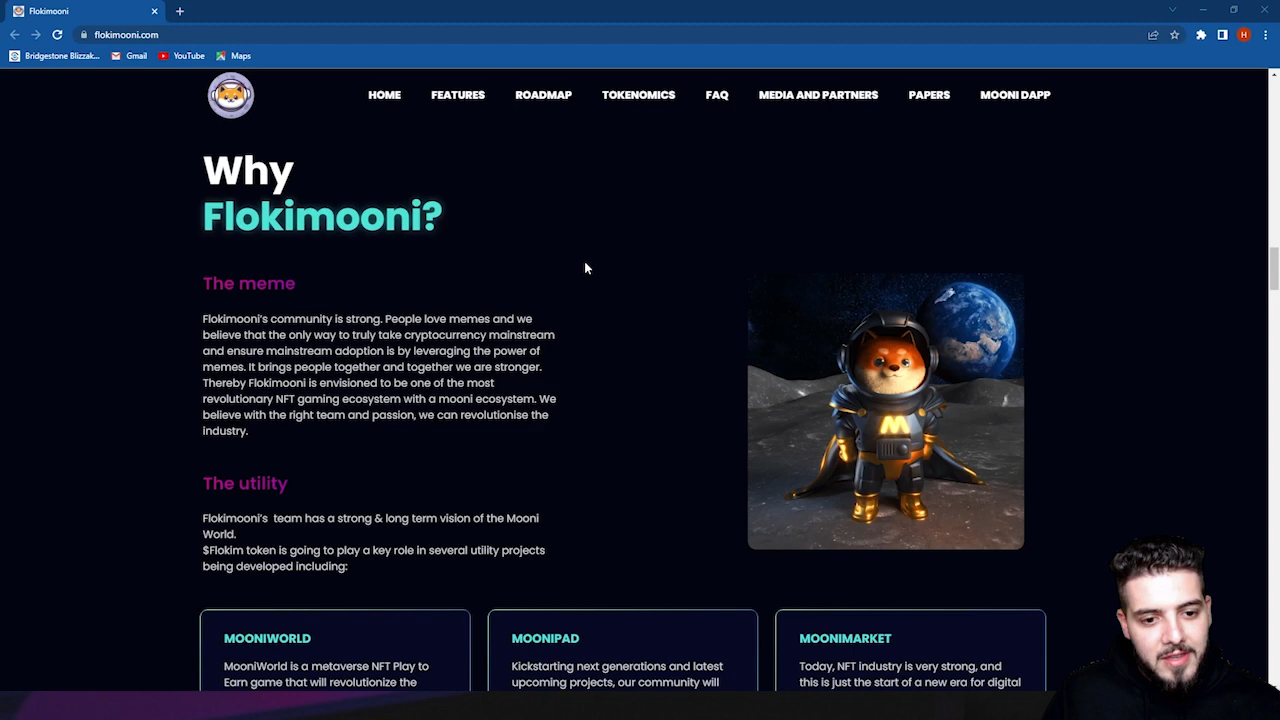 Flokimooni
flokimooni.com
H
Bridgestone Blizzak... Gmail YouTube Maps
HOME FEATURES ROADMAP TOKENOMICS FAQ MEDIA AND PARTNERS PAPERS MOONI DAPP
Why
Flokimooni?
The meme
Flokimooni's community is strong. People love memes and we
believe that the only way to truly take cryptocurrency mainstream
and ensure mainstream adoption is by leveraging the power of
memes. It brings people together and together we are stronger.
Thereby Flokimooni is envisioned to be one of the most
revolutionary NFT gaming ecosystem with a mooni ecosystem. We
believe with the right team and passion, we can revolutionise the
industry.
M
The utility
Flokimooni's team has a strong & long term vision of the Mooni
World.
$Flokim token is going to play a key role in several utility projects
being developed including:
MOONIWORLD
MooniWorld is a metaverse NFT Play to
Earn game that will revolutionize the
MOONIPAD
Kickstarting next generations and latest
upcoming projects, our community will
MOONIMARKET
Today, NFT industry is very strong, and
this is just the start of a new era for digital